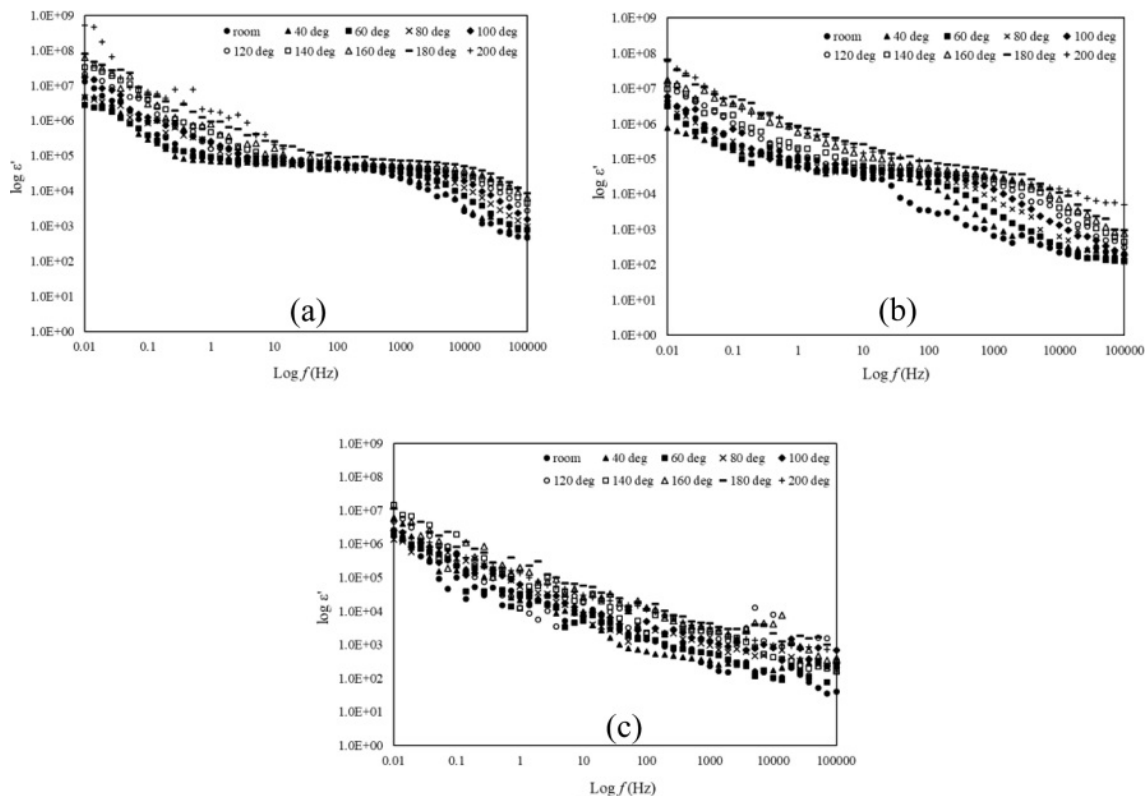 1.0E+09
room 40 deg 60 deg 80 deg 100 deg
120 deg 140 deg 160 deg 180 deg 200 deg
1.0E+08
1.0E+07
1.0E+06
1.0E+05
1.0E+04
1.0E+03
1.0E+02
1.0E+01
1.0E+00
log ε'
(a)
0.01 0.1 1 10 100 1000 10000 100000
Log f (Hz)
1.0E+09
room 40 deg 60 deg 80 deg 100 deg
120 deg 140 deg 160 deg 180 deg 200 deg
1.0E+08
1.0E+07
1.0E+06
1.0E+05
1.0E+04
1.0E+03
1.0E+02
1.0E+01
1.0E+00
log ε'
(b)
0.01 0.1 1 10 100 1000 10000 100000
Log f (Hz)
1.0E+09
room 40 deg 60 deg 80 deg 100 deg
120 deg 140 deg 160 deg 180 deg 200 deg
1.0E+08
1.0E+07
1.0E+06
1.0E+05
1.0E+04
1.0E+03
1.0E+02
1.0E+01
1.0E+00
log ε'
(c)
0.01 0.1 1 10 100 1000 10000 100000
Log f (Hz)